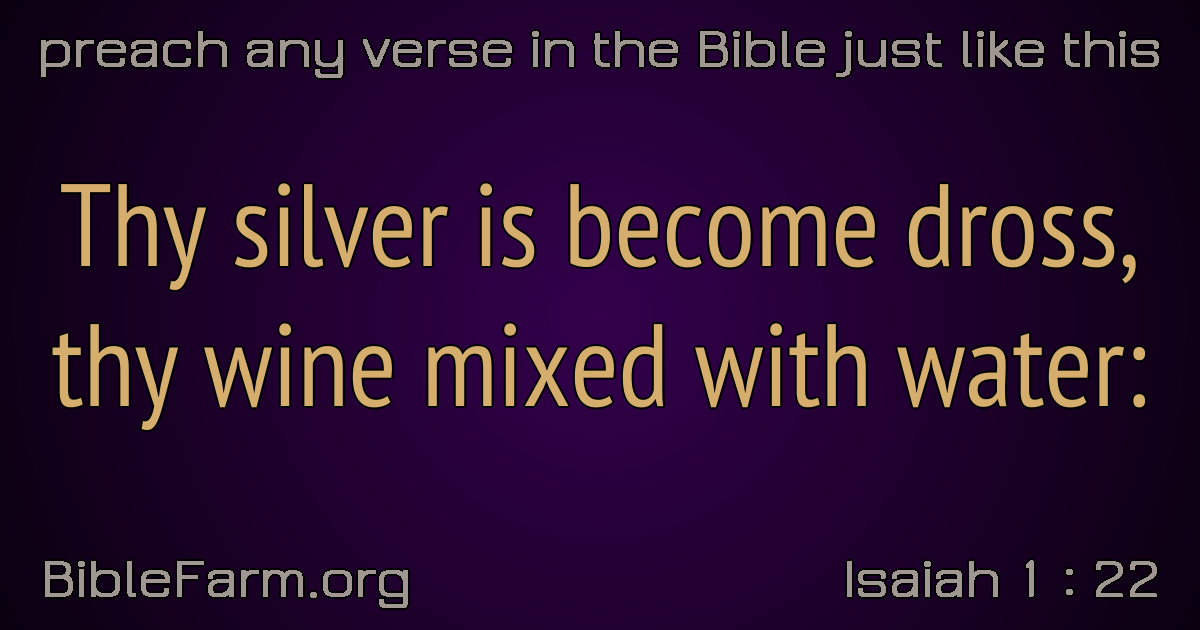 preach any verse in the Bible just like this
Thy silver is become dross,
thy wine mixed with water:
BibleFarm.org
Isaiah 1 : 22